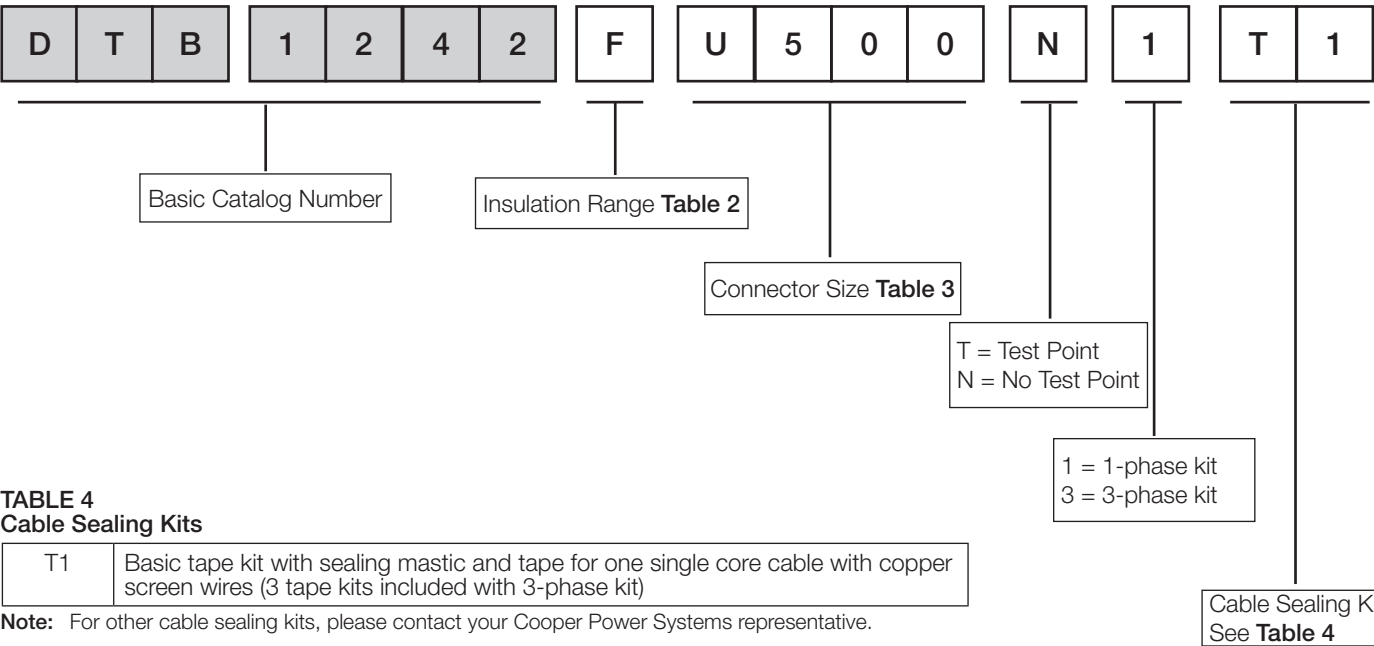 D T B 1 2 4 2 F U 5 0 0 N 1 T 1
Basic Catalog Number
Insulation Range Table 2
Connector Size Table 3
T = Test Point
N = No Test Point
1 = 1-phase kit
3 = 3-phase kit
TABLE 4
Cable Sealing Kits
T1 Basic tape kit with sealing mastic and tape for one single core cable with copper
screen wires (3 tape kits included with 3-phase kit)
Note: For other cable sealing kits, please contact your Cooper Power Systems representative.
Cable Sealing K
See Table 4